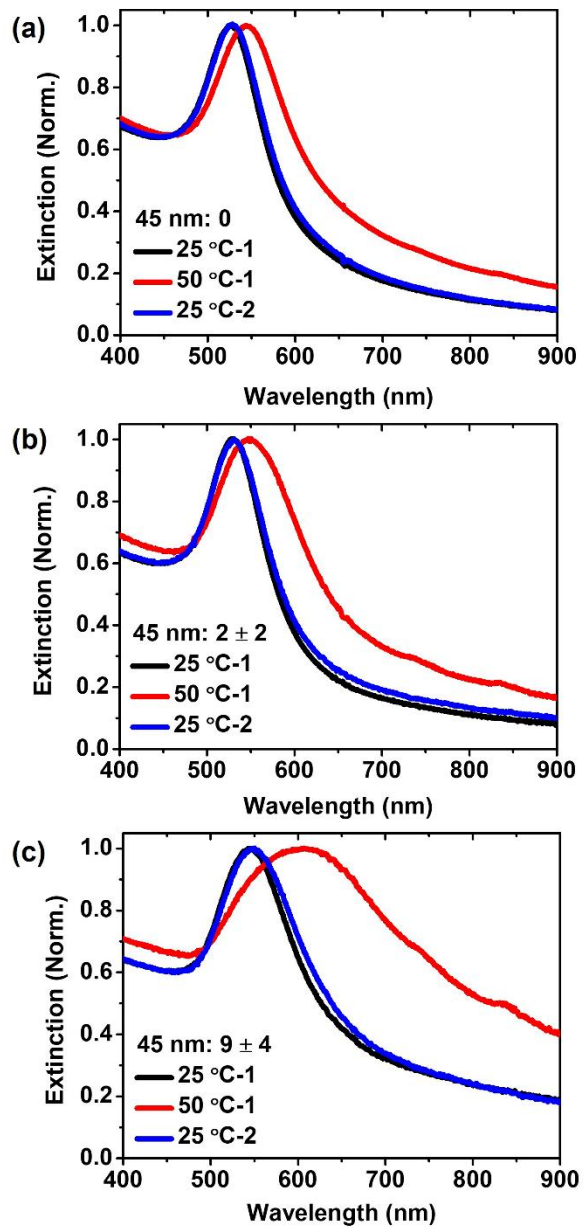 (a)
Extinction (Norm.)
1.0
0.8
0.6
0.4
0.2
0.0
45 nm: 0
25 °C-1
50 °C-1
25 °C-2
400 500 600 700 800 900
Wavelength (nm)
(b)
Extinction (Norm.)
1.0
0.8
0.6
0.4
0.2
0.0
45 nm: 2 ± 2
25 °C-1
50 °C-1
25 °C-2
400 500 600 700 800 900
Wavelength (nm)
(c)
Extinction (Norm.)
1.0
0.8
0.6
0.4
0.2
0.0
45 nm: 9 ± 4
25 °C-1
50 °C-1
25 °C-2
400 500 600 700 800 900
Wavelength (nm)